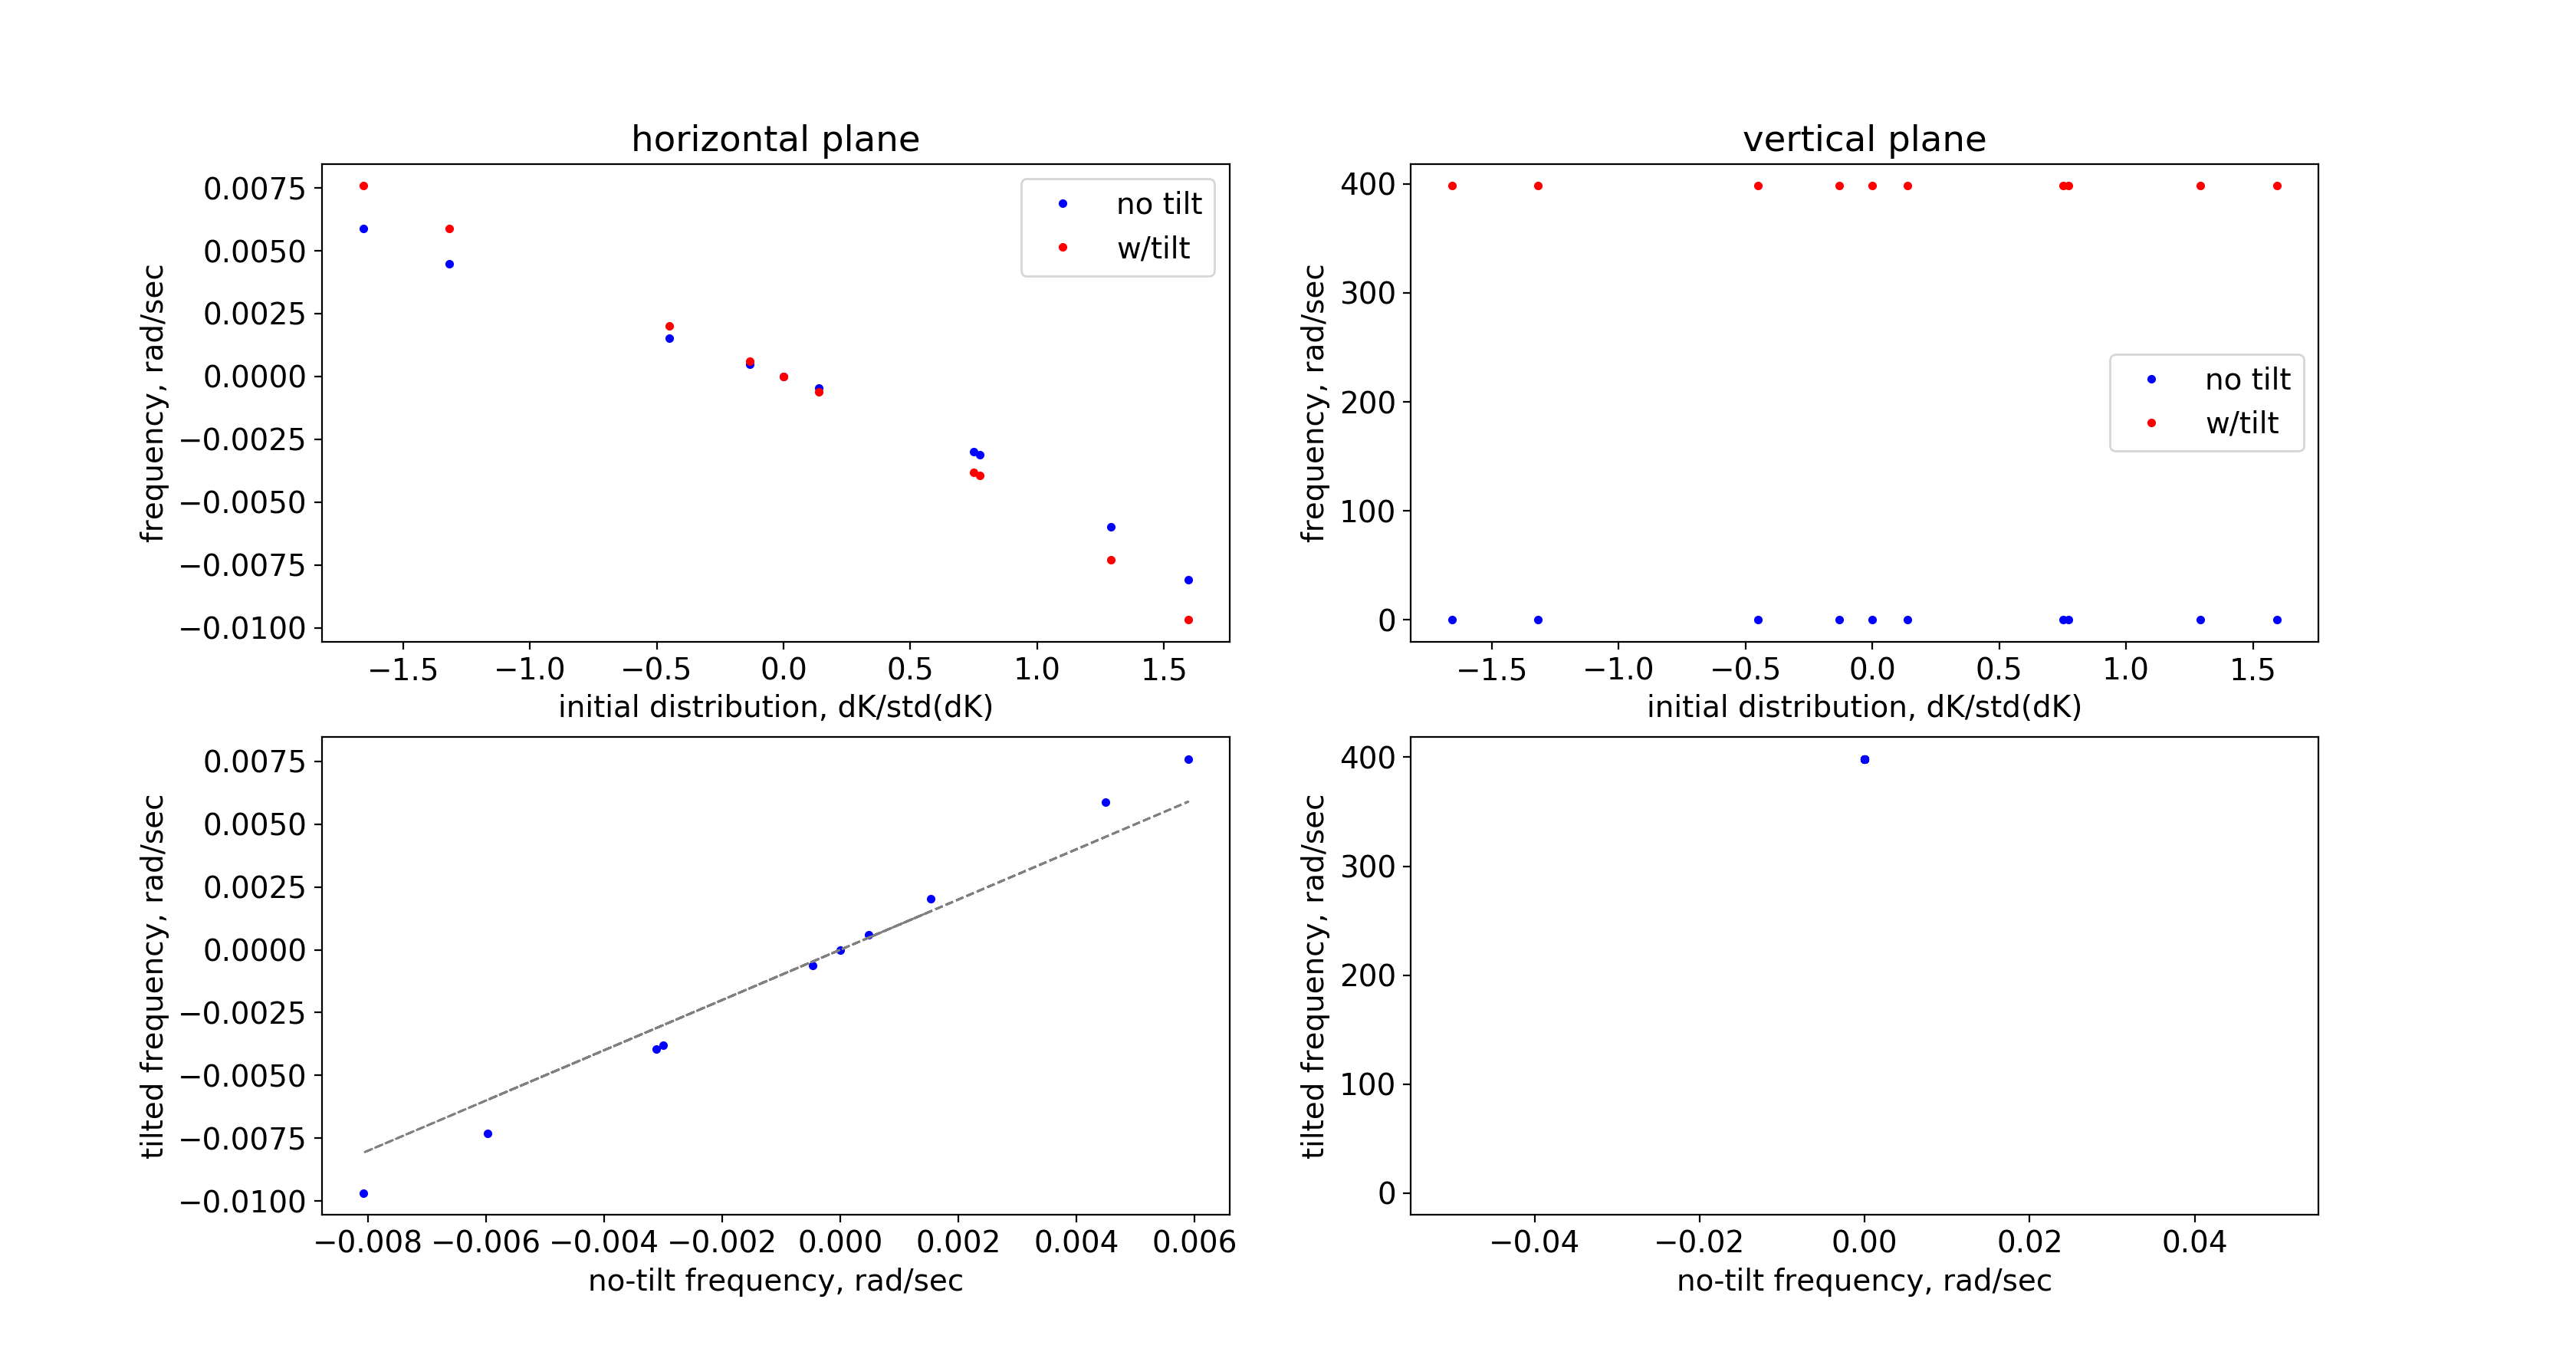 horizontal plane
0.0075
0.0050
0.0025
0.0000
−0.0025
−0.0050
−0.0075
−0.0100
frequency, rad/sec
no tilt
w/tilt
−1.5 −1.0 −0.5 0.0 0.5 1.0 1.5
initial distribution, dK/std(dK)
vertical plane
400
300
200
100
0
frequency, rad/sec
no tilt
w/tilt
−1.5 −1.0 −0.5 0.0 0.5 1.0 1.5
initial distribution, dK/std(dK)
0.0075
0.0050
0.0025
0.0000
−0.0025
−0.0050
−0.0075
−0.0100
tilted frequency, rad/sec
−0.008 −0.006 −0.004 −0.002 0.000 0.002 0.004 0.006
no-tilt frequency, rad/sec
400
300
200
100
0
tilted frequency, rad/sec
−0.04 −0.02 0.00 0.02 0.04
no-tilt frequency, rad/sec